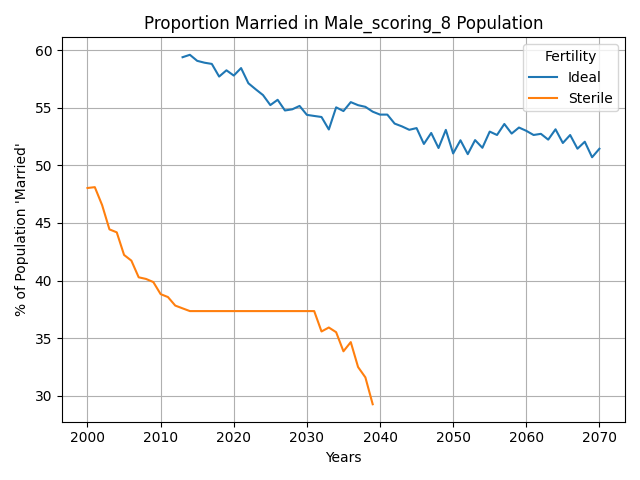 Proportion Married in Male_scoring_8 Population
Fertility
Ideal
Sterile
% of Population 'Married'
60
55
50
45
40
35
30
2000 2010 2020 2030 2040 2050 2060 2070
Years